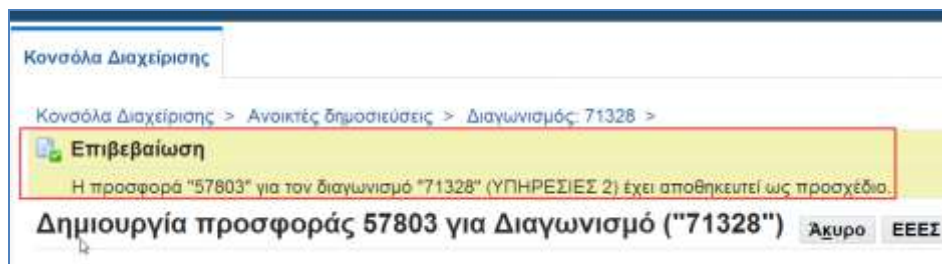 Κονσόλα Διαχείρισης
Κονσόλα Διαχείρισης > Ανοικτές δημοσιεύσεις > Διαγωνισμός: 71328 >
Επιβεβαίωση
Η προσφορά "57803" για τον διαγωνισμό "71328" (ΥΠΗΡΕΣΙΕΣ 2) έχει αποθηκευτεί ως προσχέδιο.
Δημιουργία προσφοράς 57803 για Διαγωνισμό ("71328") Άκυρο ΕΕΕΣ